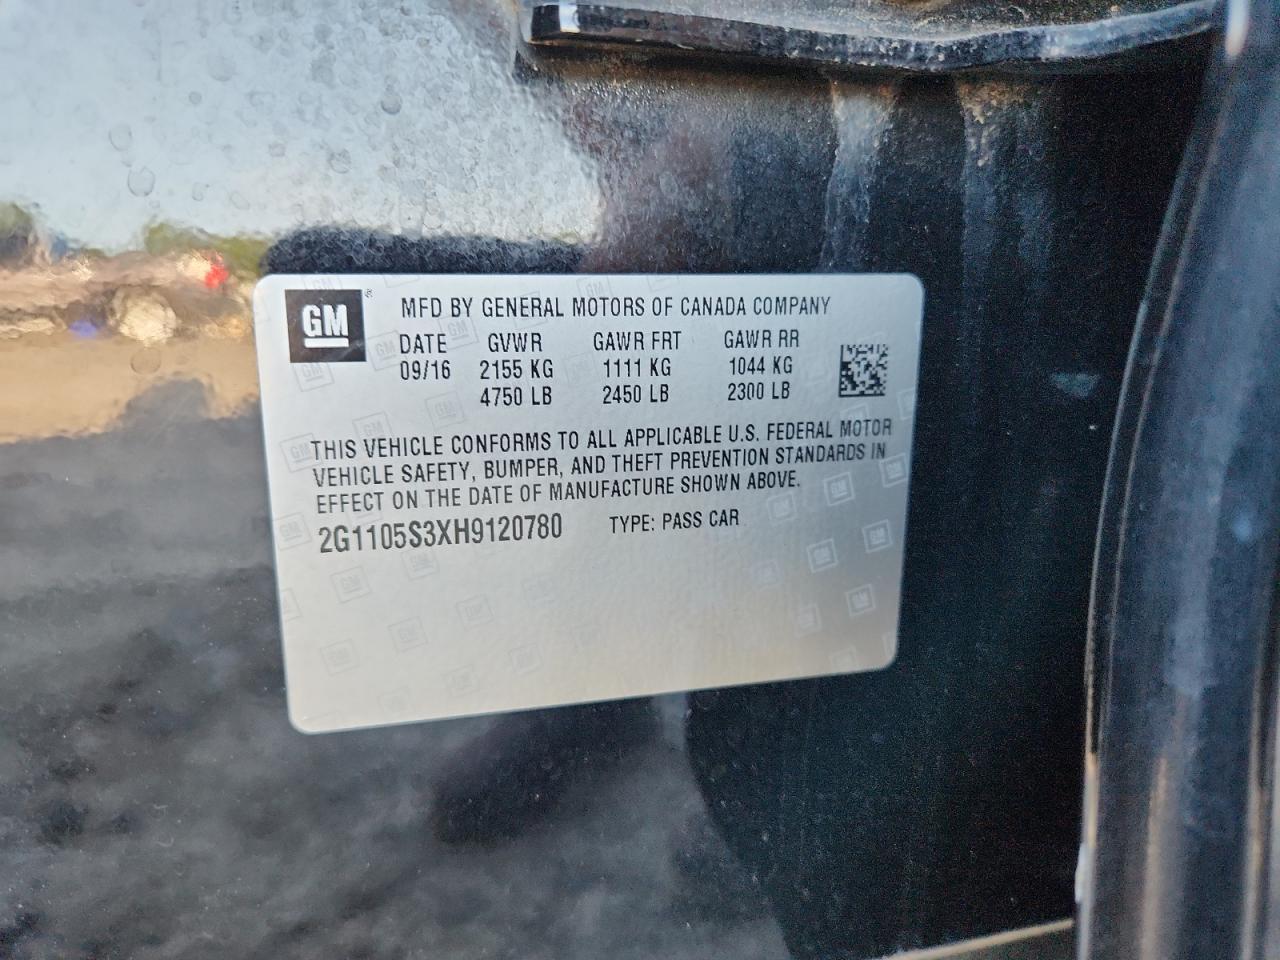 GM
MFD BY GENERAL MOTORS OF CANADA COMPANY
DATE GVWR GAWR FRT GAWR RR
09/16 2155 KG 1111 KG 1044 KG
4750 LB 2450 LB 2300 LB
THIS VEHICLE CONFORMS TO ALL APPLICABLE U.S. FEDERAL MOTOR
VEHICLE SAFETY, BUMPER, AND THEFT PREVENTION STANDARDS IN
EFFECT ON THE DATE OF MANUFACTURE SHOWN ABOVE.
2G1105S3XH9120780 TYPE: PASS CAR